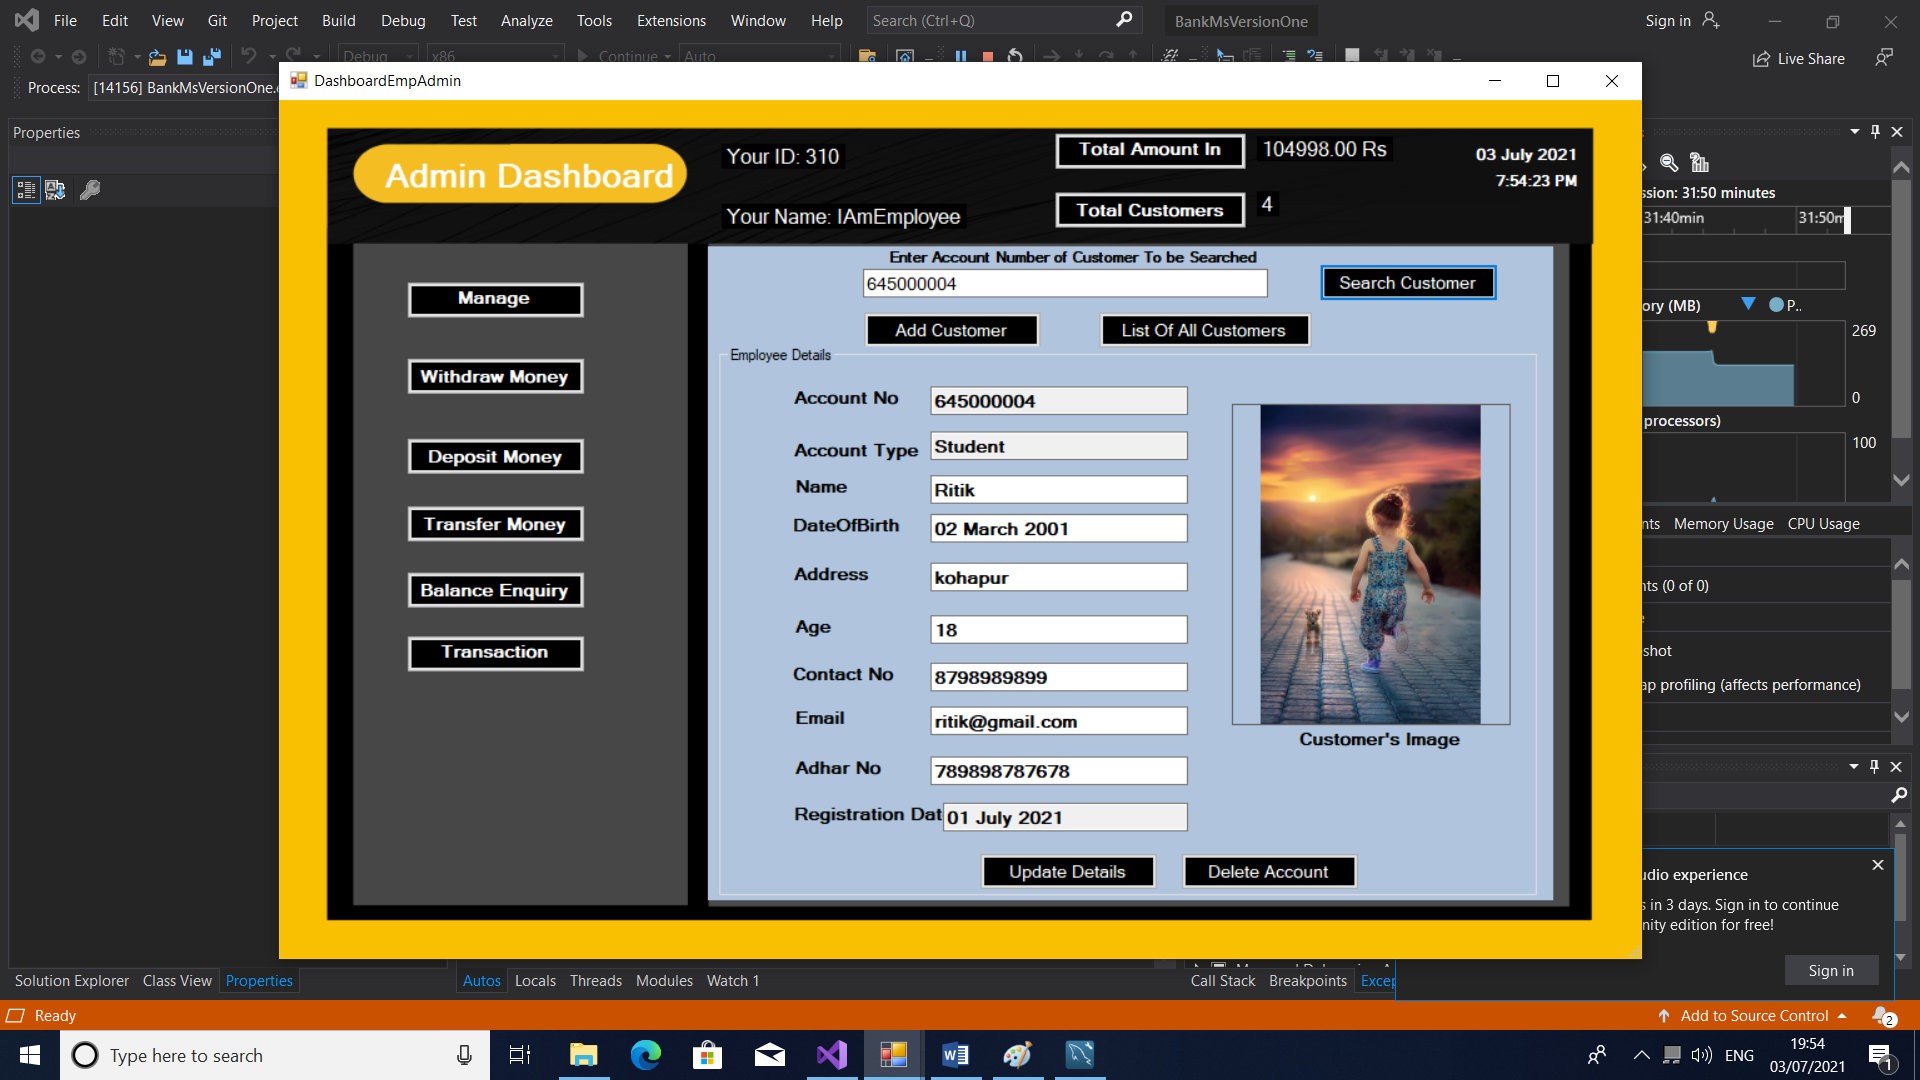 File Edit View Git Project Build Debug Test Analyze Tools Extensions Window Help Search (Ctrl+Q) BankMsVersionOne Sign in
Debug x86 Continue Auto Live Share
Process: [14156] BankMsVersionOne.
DashboardEmpAdmin
Properties
Admin Dashboard
Your ID: 310
Your Name: IAmEmployee
Total Amount In 104998.00 Rs
Total Customers 4
03 July 2021
7:54:23 PM
Manage
Withdraw Money
Deposit Money
Transfer Money
Balance Enquiry
Transaction
Enter Account Number of Customer To be Searched
645000004 Search Customer
Add Customer List Of All Customers
Employee Details
Account No 645000004
Account Type Student
Name Ritik
DateOfBirth 02 March 2001
Address kohapur
Age 18
Contact No 8798989899
Email ritik@gmail.com
Adhar No 789898787678
Registration Dat 01 July 2021
Customer's Image
Update Details Delete Account
ssion: 31:50 minutes
31:40min 31:50m
ory (MB) P..
269
0
processors)
100
nts Memory Usage CPU Usage
nts (0 of 0)
shot
ap profiling (affects performance)
udio experience
s in 3 days. Sign in to continue
nity edition for free!
Sign in
Solution Explorer Class View Properties Autos Locals Threads Modules Watch 1 Call Stack Breakpoints Excep
Ready Add to Source Control 2
Type here to search ENG 19:54
03/07/2021 1